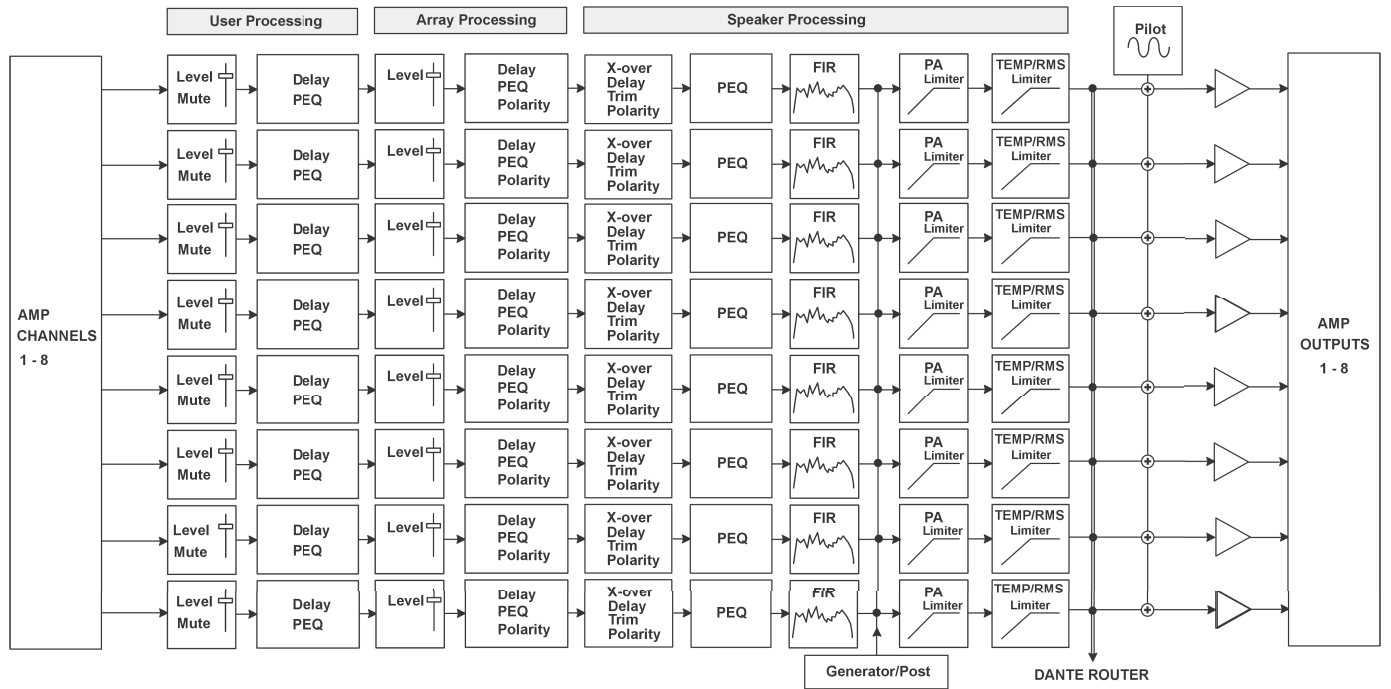 User Processing
Array Processing
Speaker Processing
Pilot
AMP
CHANNELS
1 - 8
Level
Mute
Delay
PEQ
Level
Delay
PEQ
Polarity
X-over
Delay
Trim
Polarity
PEQ
FIR
PA
Limiter
TEMP/RMS
Limiter
Level
Mute
Delay
PEQ
Level
Delay
PEQ
Polarity
X-over
Delay
Trim
Polarity
PEQ
FIR
PA
Limiter
TEMP/RMS
Limiter
Level
Mute
Delay
PEQ
Level
Delay
PEQ
Polarity
X-over
Delay
Trim
Polarity
PEQ
FIR
PA
Limiter
TEMP/RMS
Limiter
Level
Mute
Delay
PEQ
Level
Delay
PEQ
Polarity
X-over
Delay
Trim
Polarity
PEQ
FIR
PA
Limiter
TEMP/RMS
Limiter
Level
Mute
Delay
PEQ
Level
Delay
PEQ
Polarity
X-over
Delay
Trim
Polarity
PEQ
FIR
PA
Limiter
TEMP/RMS
Limiter
Level
Mute
Delay
PEQ
Level
Delay
PEQ
Polarity
X-over
Delay
Trim
Polarity
PEQ
FIR
PA
Limiter
TEMP/RMS
Limiter
Level
Mute
Delay
PEQ
Level
Delay
PEQ
Polarity
X-over
Delay
Trim
Polarity
PEQ
FIR
PA
Limiter
TEMP/RMS
Limiter
Level
Mute
Delay
PEQ
Level
Delay
PEQ
Polarity
X-over
Delay
Trim
Polarity
PEQ
FIR
PA
Limiter
TEMP/RMS
Limiter
AMP
OUTPUTS
1 - 8
Generator/Post
DANTE ROUTER